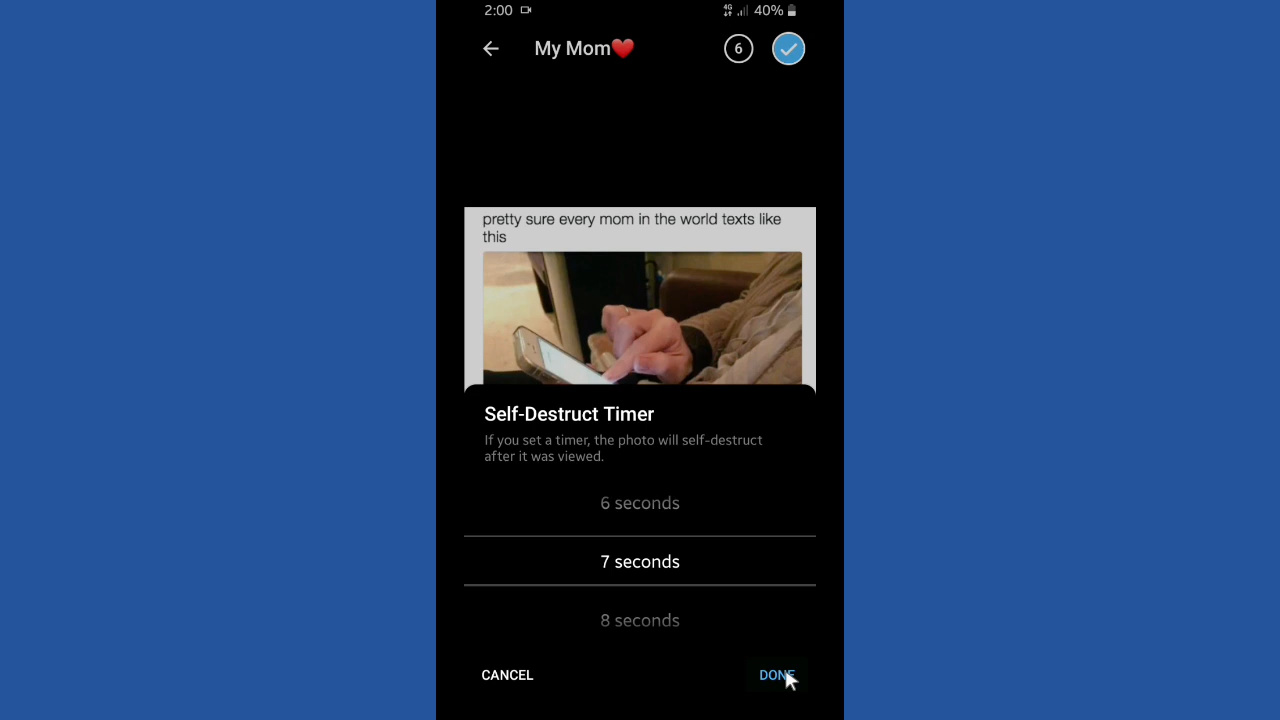 2:00 4G 40%
My Mom❤️ 6
pretty sure every mom in the world texts like
this
Self-Destruct Timer
If you set a timer, the photo will self-destruct
after it was viewed.
6 seconds
7 seconds
8 seconds
CANCEL DONE